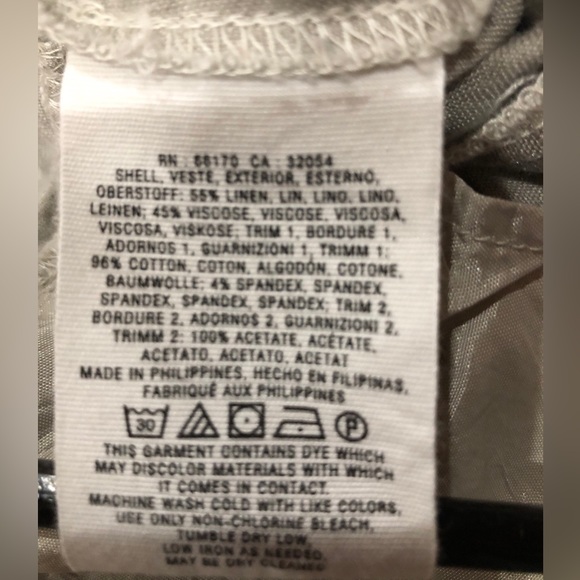 RN : 66170 CA : 32054
SHELL, VESTE, EXTERIOR, ESTERNO,
OBERSTOFF: 55% LINEN, LIN, LINO, LINO,
LEINEN; 45% VISCOSE, VISCOSE, VISCOSA,
VISCOSA, VISKOSE; TRIM 1, BORDURE 1,
ADORNOS 1, GUARNIZIONI 1, TRIMM 1:
96% COTTON, COTON, ALGODÓN, COTONE,
BAUMWOLLE; 4% SPANDEX, SPANDEX,
SPANDEX, SPANDEX, SPANDEX; TRIM 2,
BORDURE 2, ADORNOS 2, GUARNIZIONI 2,
TRIMM 2: 100% ACETATE, ACÉTATE,
ACETATO, ACETATO, ACETAT
MADE IN PHILIPPINES, HECHO EN FILIPINAS,
FABRIQUÉ AUX PHILIPPINES
30 P
THIS GARMENT CONTAINS DYE WHICH
MAY DISCOLOR MATERIALS WITH WHICH
IT COMES IN CONTACT.
MACHINE WASH COLD WITH LIKE COLORS,
USE ONLY NON-CHLORINE BLEACH,
TUMBLE DRY LOW,
LOW IRON AS NEEDED,
MAY BE DRY CLEANED